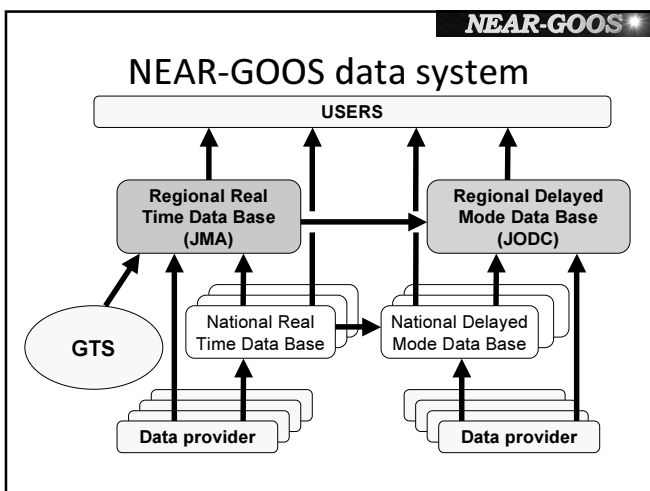 NEAR-GOOS
NEAR-GOOS data system
USERS
Regional Real
Time Data Base
(JMA)
Regional Delayed
Mode Data Base
(JODC)
GTS
National Real
Time Data Base
National Delayed
Mode Data Base
Data provider
Data provider